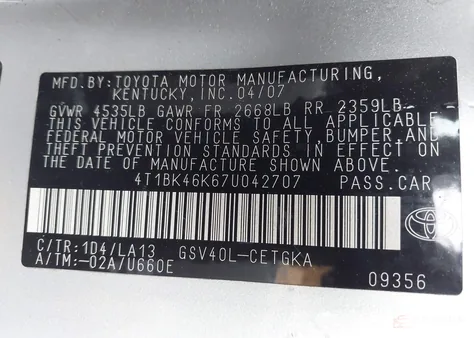 MFD.BY:TOYOTA MOTOR MANUFACTURING,
KENTUCKY, INC.04/07
GVWR 4535LB GAWR FR 2668LB RR 2359LB
THIS VEHICLE CONFORMS TO ALL APPLICABLE
FEDERAL MOTOR VEHICLE SAFETY, BUMPER AND
THEFT PREVENTION STANDARDS IN EFFECT ON
THE DATE OF MANUFACTURE SHOWN ABOVE.
4T1BK46K67U042707 PASS.CAR
C/TR:1D4/LA13 GSV40L-CETGKA
A/TM:-02A/U660E
09356